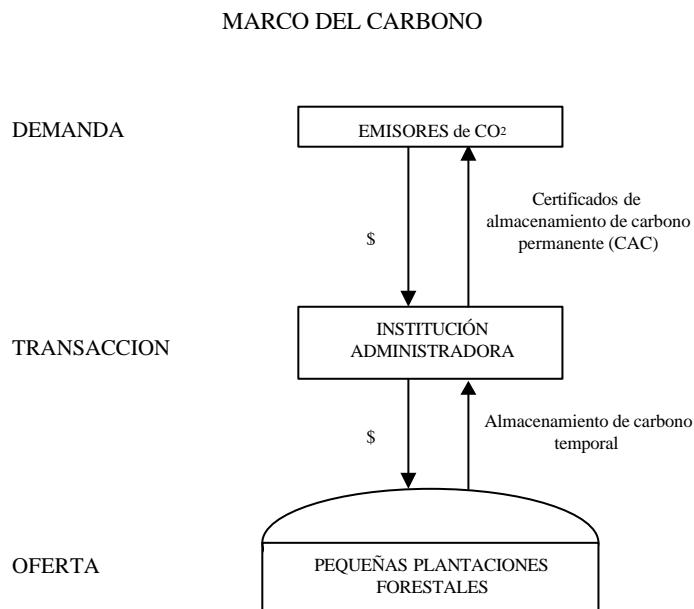 MARCO DEL CARBONO
DEMANDA
EMISORES de CO2
Certificados de
almacenamiento de carbono
permanente (CAC)
$
TRANSACCION
INSTITUCIÓN
ADMINISTRADORA
Almacenamiento de carbono
temporal
$
OFERTA
PEQUEÑAS PLANTACIONES
FORESTALES